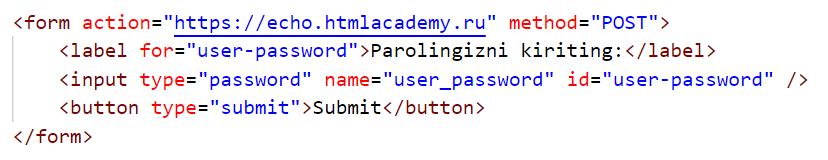 <form action="https://echo.htmlacademy.ru" method="POST">
<label for="user-password">Parolingizni kiriting:</label>
<input type="password" name="user_password" id="user-password" />
<button type="submit">Submit</button>
</form>